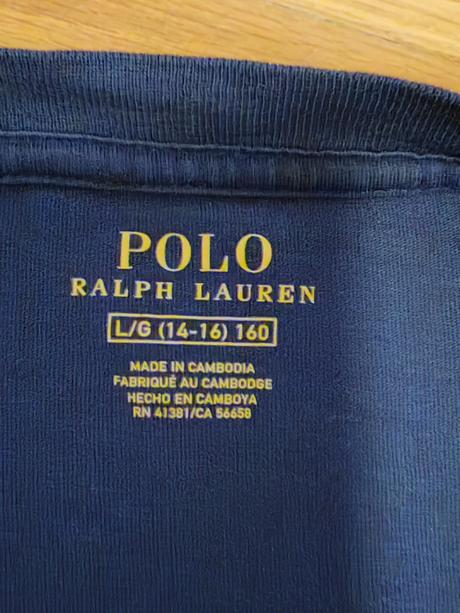 POLO
RALPH LAUREN
L/G (14-16) 160
MADE IN CAMBODIA
FABRIQUÉ AU CAMBODGE
HECHO EN CAMBOYA
RN 41381/CA 56658